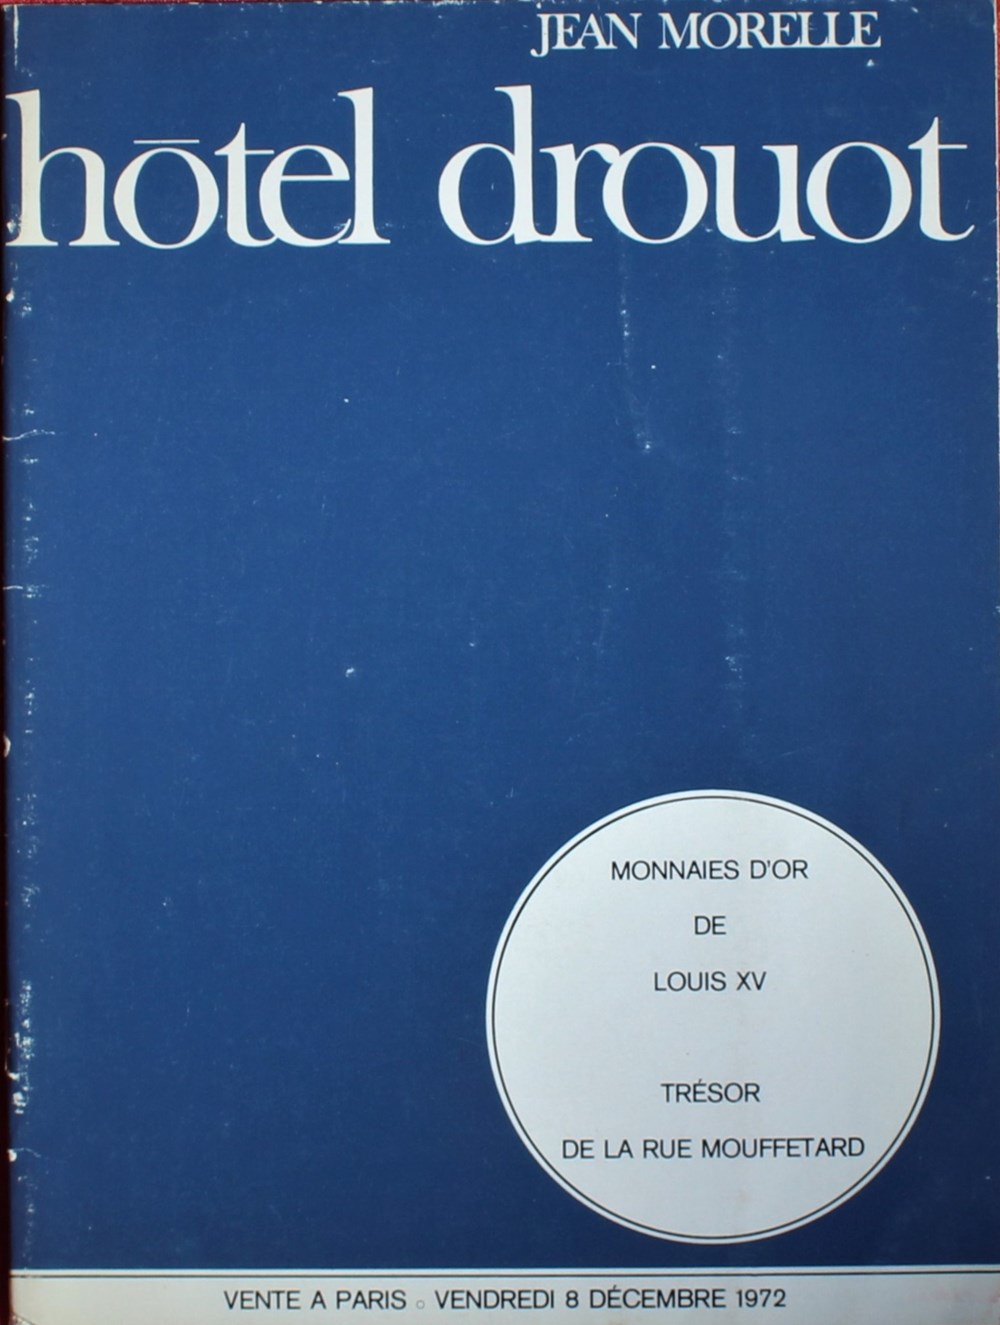 JEAN MORELLE
hōtel drouot
MONNAIES D'OR
DE
LOUIS XV
TRÉSOR
DE LA RUE MOUFFETARD
VENTE A PARIS ○ VENDREDI 8 DÉCEMBRE 1972